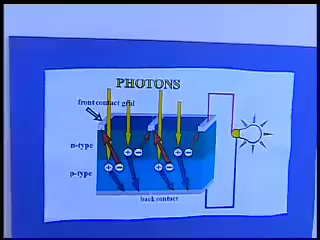 PHOTONS
front contact grid
n-type
p-type
back contact